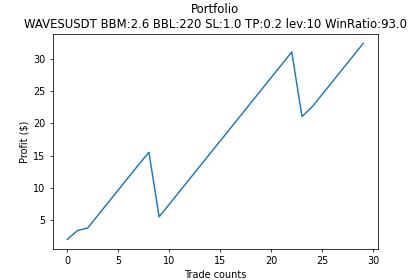 Portfolio
WAVESUSDT BBM:2.6 BBL:220 SL:1.0 TP:0.2 lev:10 WinRatio:93.0
Profit ($)
30
25
20
15
10
5
0 5 10 15 20 25 30
Trade counts